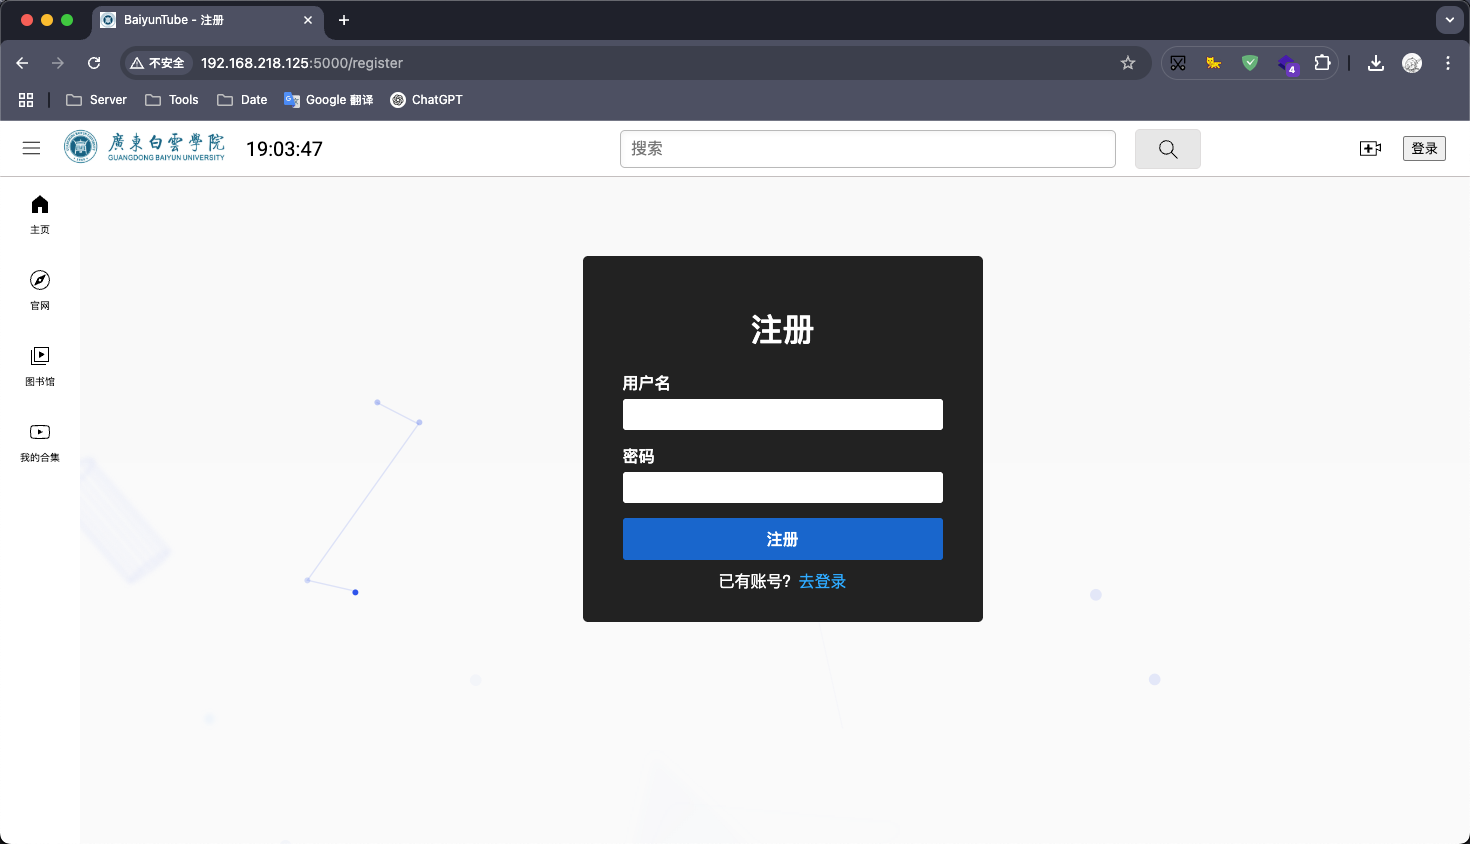 BaiyunTube - 注册
不安全 192.168.218.125:5000/register
4
Server Tools Date Google 翻译 ChatGPT
廣東白雲學院
GUANGDONG BAIYUN UNIVERSITY
19:03:47
搜索
登录
主页
官网
图书馆
我的合集
注册
用户名
密码
注册
已有账号? 去登录